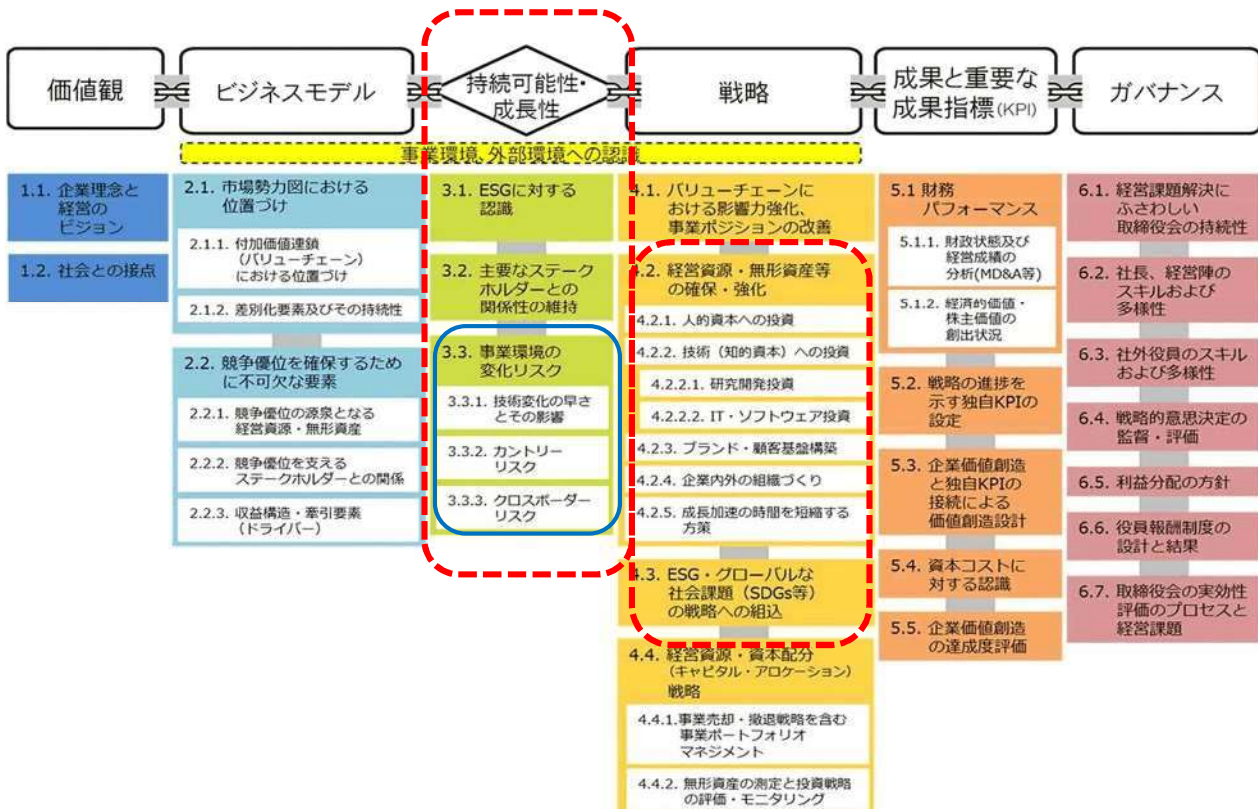 価値観
ビジネスモデル
持続可能性・
成長性
戦略
成果と重要な
成果指標(KPI)
ガバナンス
事業環境、外部環境への認識
1.1. 企業理念と
経営の
ビジョン
1.2. 社会との接点
2.1. 市場勢力図における
位置づけ
2.1.1. 付加価値連鎖
(バリューチェーン)
における位置づけ
2.1.2. 差別化要素及びその持続性
2.2. 競争優位を確保するため
に不可欠な要素
2.2.1. 競争優位の源泉となる
経営資源・無形資産
2.2.2. 競争優位を支える
ステークホルダーとの関係
2.2.3. 収益構造・牽引要素
(ドライバー)
3.1. ESGに対する
認識
3.2. 主要なステーク
ホルダーとの
関係性の維持
3.3. 事業環境の
変化リスク
3.3.1. 技術変化の早さ
とその影響
3.3.2. カントリー
リスク
3.3.3. クロスボーダー
リスク
4.1. バリューチェーンに
おける影響力強化、
事業ポジションの改善
4.2. 経営資源・無形資産等
の確保・強化
4.2.1. 人的資本への投資
4.2.2. 技術（知的資本）への投資
4.2.2.1. 研究開発投資
4.2.2.2. IT・ソフトウェア投資
4.2.3. ブランド・顧客基盤構築
4.2.4. 企業内外の組織づくり
4.2.5. 成長加速の時間を短縮する
方策
4.3. ESG・グローバルな
社会課題（SDGs等）
の戦略への組込
4.4. 経営資源・資本配分
(キャピタル・アロケーション)
戦略
4.4.1.事業売却・撤退戦略を含む
事業ポートフォリオ
マネジメント
4.4.2. 無形資産の測定と投資戦略
の評価・モニタリング
5.1 財務
パフォーマンス
5.1.1. 財政状態及び
経営成績の
分析(MD&A等)
5.1.2. 経済的価値・
株主価値の
創出状況
5.2. 戦略の進捗を
示す独自KPIの
設定
5.3. 企業価値創造
と独自KPIの
接続による
価値創造設計
5.4. 資本コストに
対する認識
5.5. 企業価値創造
の達成度評価
6.1. 経営課題解決に
ふさわしい
取締役会の持続性
6.2. 社長、経営陣の
スキルおよび
多様性
6.3. 社外役員のスキル
および多様性
6.4. 戦略的意思決定の
監督・評価
6.5. 利益分配の方針
6.6. 役員報酬制度の
設計と結果
6.7. 取締役会の実効性
評価のプロセスと
経営課題